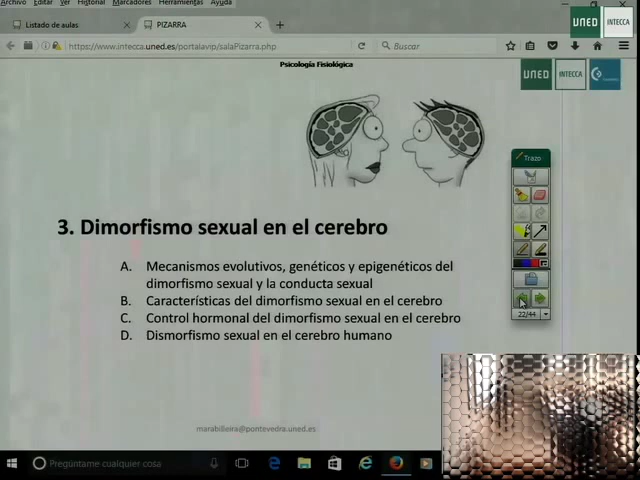 Archivo Editar Ver Historial Marcadores Herramientas Ayuda
Listado de aulas
PIZARRA
UNED
INTECCA
https://www.intecca.uned.es/portalavip/salaPizarra.php
Buscar
Psicología Fisiológica
UNED
INTECCA
Trazo
3. Dimorfismo sexual en el cerebro
A. Mecanismos evolutivos, genéticos y epigenéticos del
dimorfismo sexual y la conducta sexual
B. Características del dimorfismo sexual en el cerebro
C. Control hormonal del dimorfismo sexual en el cerebro
D. Dismorfismo sexual en el cerebro humano
22/44
marabilleira@pontevedra.uned.es
Pregúntame cualquier cosa